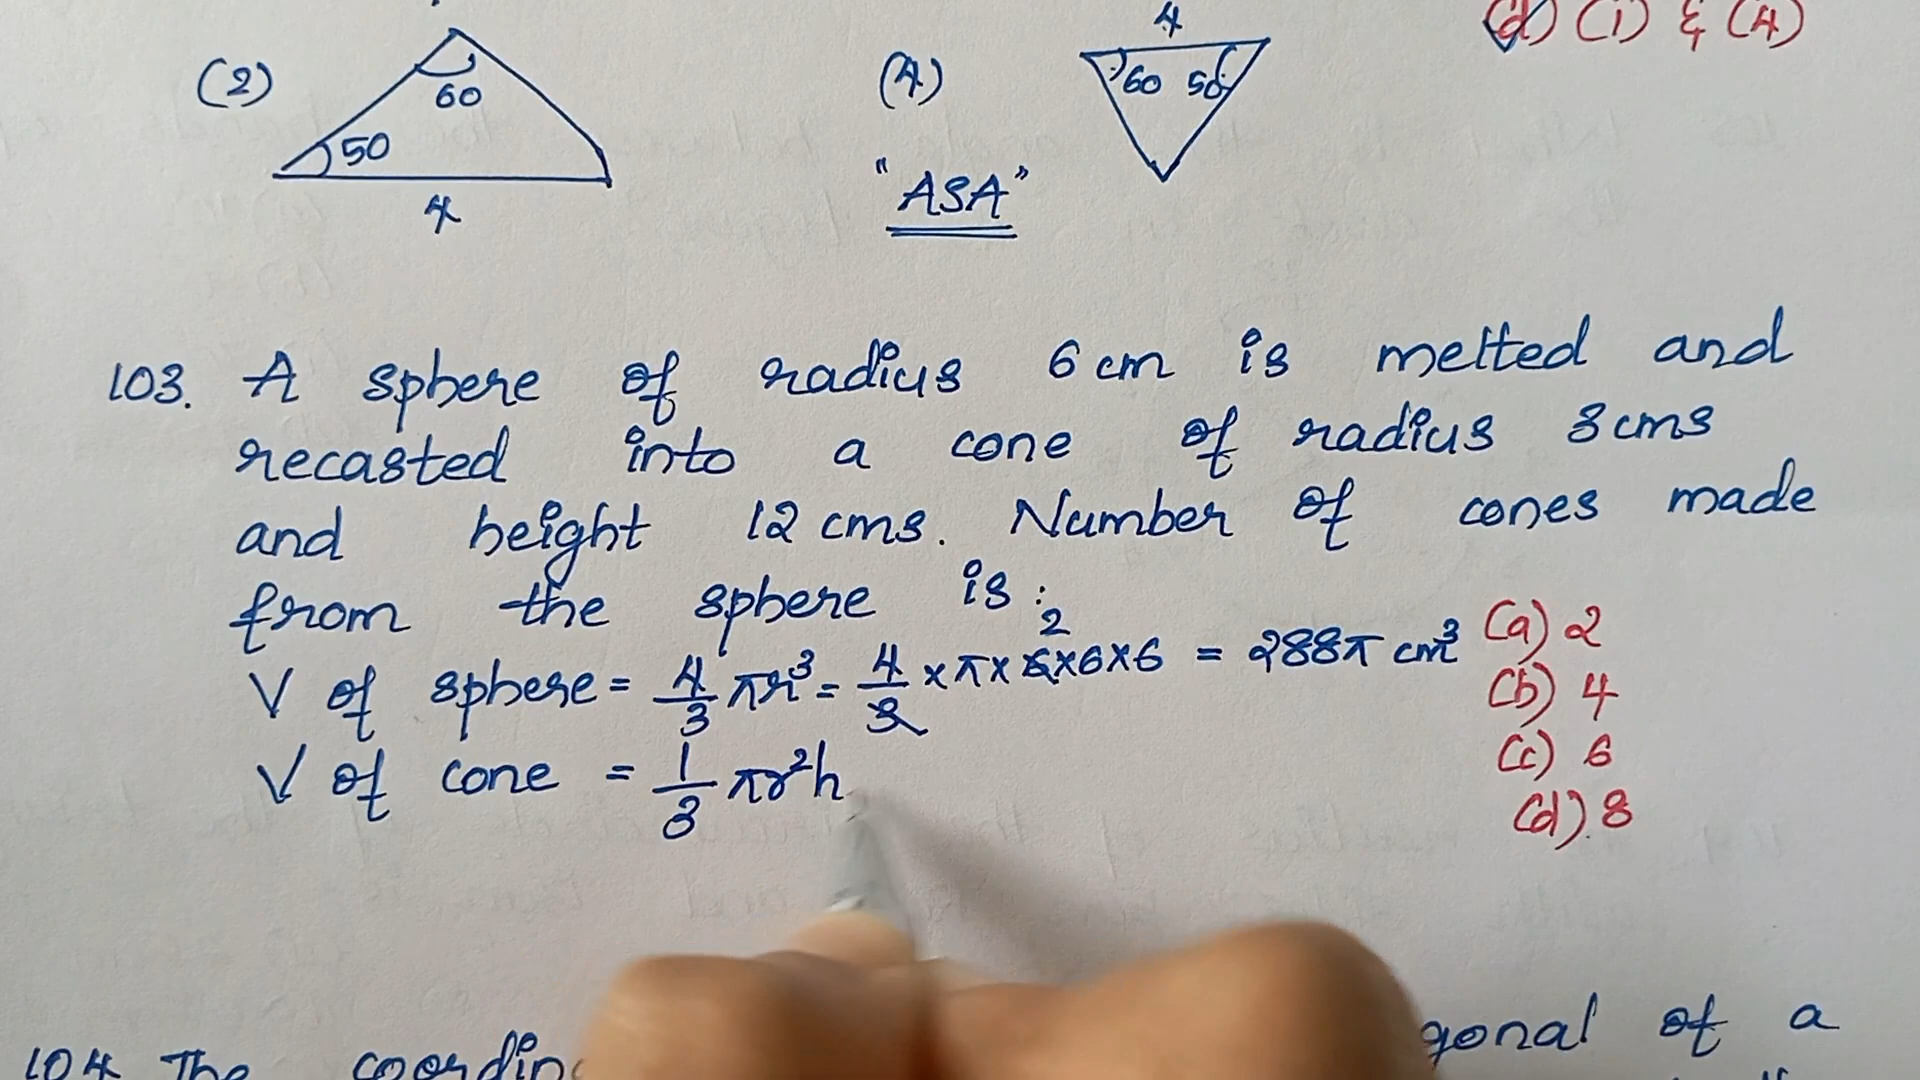 (d) (1) & (4)
(2) 60 50 4
(4) 4 60 50
"ASA"
103. A sphere of radius 6 cm is melted and
recasted into a cone of radius 3 cms
and height 12 cms. Number of cones made
from the sphere is :
V of sphere = 4/3 πr³ = 4/3 × π × 6×6×6 = 288π cm³
2
V of cone = 1/3 πr²h
(a) 2
(b) 4
(c) 6
(d) 8
104 The gonal of a